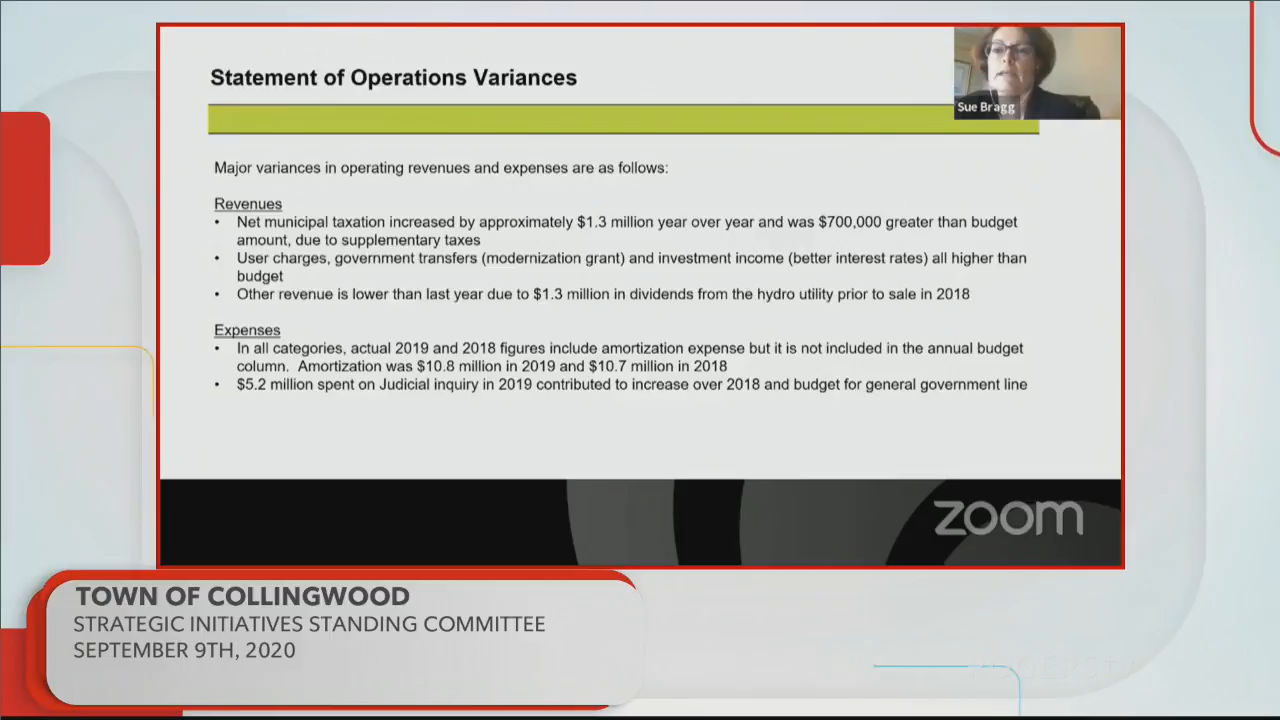 Statement of Operations Variances
Sue Bragg
Major variances in operating revenues and expenses are as follows:
Revenues
• Net municipal taxation increased by approximately $1.3 million year over year and was $700,000 greater than budget
amount, due to supplementary taxes
• User charges, government transfers (modernization grant) and investment income (better interest rates) all higher than
budget
• Other revenue is lower than last year due to $1.3 million in dividends from the hydro utility prior to sale in 2018
Expenses
• In all categories, actual 2019 and 2018 figures include amortization expense but it is not included in the annual budget
column. Amortization was $10.8 million in 2019 and $10.7 million in 2018
• $5.2 million spent on Judicial inquiry in 2019 contributed to increase over 2018 and budget for general government line
zoom
TOWN OF COLLINGWOOD
STRATEGIC INITIATIVES STANDING COMMITTEE
SEPTEMBER 9TH, 2020